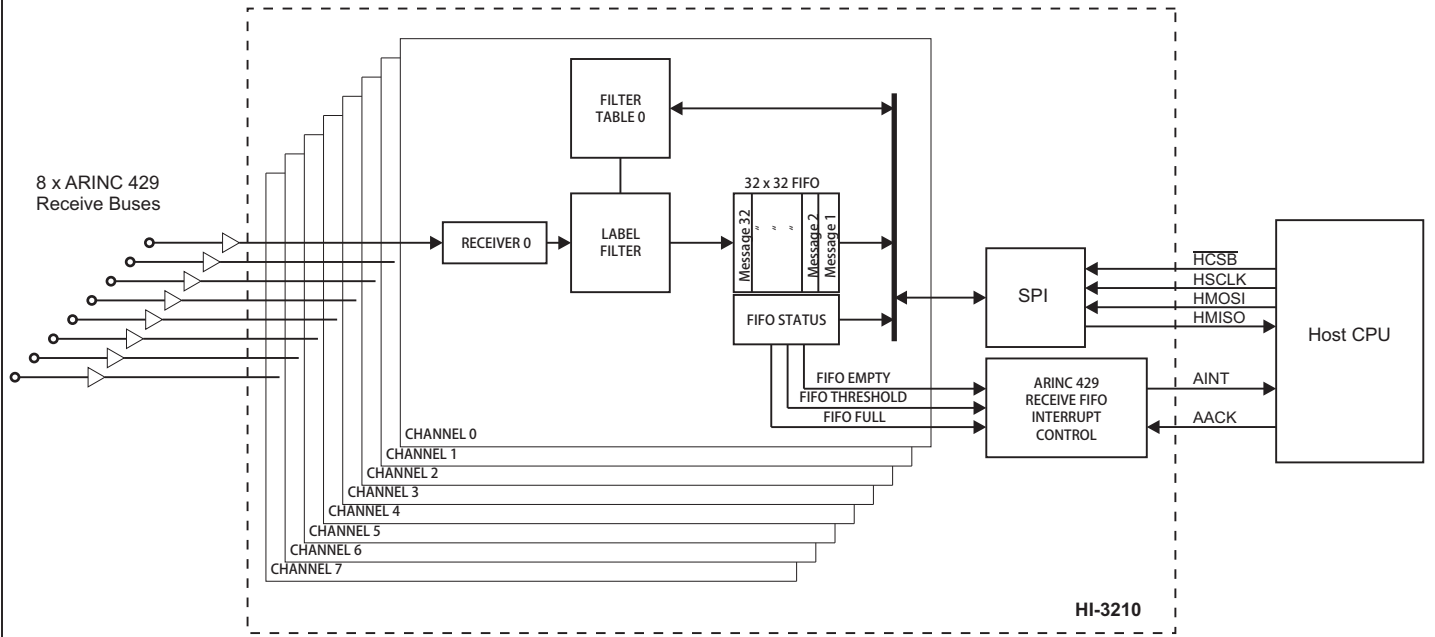 8 x ARINC 429
Receive Buses
FILTER
TABLE 0
RECEIVER 0
LABEL
FILTER
32 x 32 FIFO
Message 32
" " "
Message 2
Message 1
FIFO STATUS
FIFO EMPTY
FIFO THRESHOLD
FIFO FULL
SPI
ARINC 429
RECEIVE FIFO
INTERRUPT
CONTROL
HCSB
HSCLK
HMOSI
HMISO
AINT
AACK
Host CPU
CHANNEL 0
CHANNEL 1
CHANNEL 2
CHANNEL 3
CHANNEL 4
CHANNEL 5
CHANNEL 6
CHANNEL 7
HI-3210